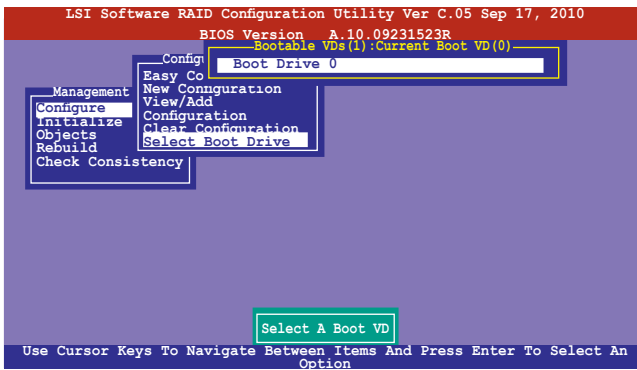 LSI Software RAID Configuration Utility Ver C.05 Sep 17, 2010
BIOS Version A.10.09231523R
Bootable VDs(1):Current Boot VD(0)
Boot Drive 0
Configu
Easy Co
New Configuration
View/Add
Configuration
Clear Configuration
Select Boot Drive
Management
Configure
Initialize
Objects
Rebuild
Check Consistency
Select A Boot VD
Use Cursor Keys To Navigate Between Items And Press Enter To Select An
Option